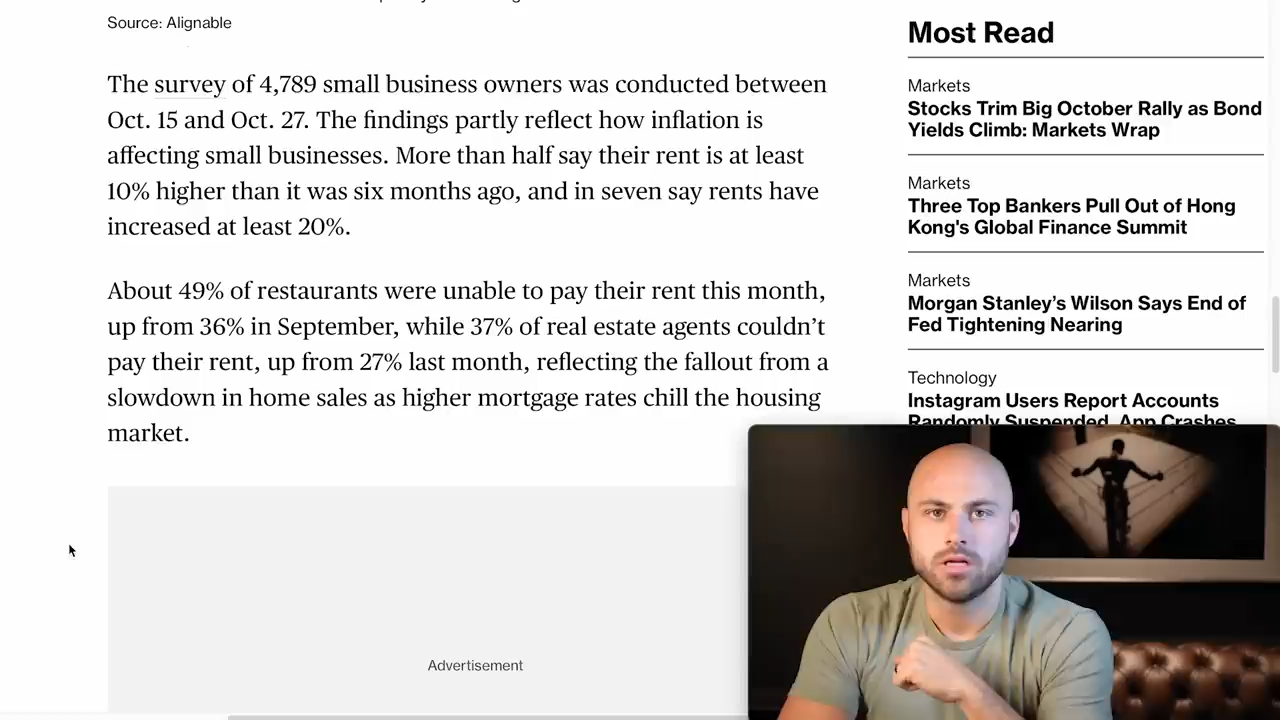 Source: Alignable
The survey of 4,789 small business owners was conducted between
Oct. 15 and Oct. 27. The findings partly reflect how inflation is
affecting small businesses. More than half say their rent is at least
10% higher than it was six months ago, and in seven say rents have
increased at least 20%.
About 49% of restaurants were unable to pay their rent this month,
up from 36% in September, while 37% of real estate agents couldn’t
pay their rent, up from 27% last month, reflecting the fallout from a
slowdown in home sales as higher mortgage rates chill the housing
market.
Advertisement
Most Read
Markets
Stocks Trim Big October Rally as Bond
Yields Climb: Markets Wrap
Markets
Three Top Bankers Pull Out of Hong
Kong's Global Finance Summit
Markets
Morgan Stanley’s Wilson Says End of
Fed Tightening Nearing
Technology
Instagram Users Report Accounts
Randomly Suspended, App Crashes